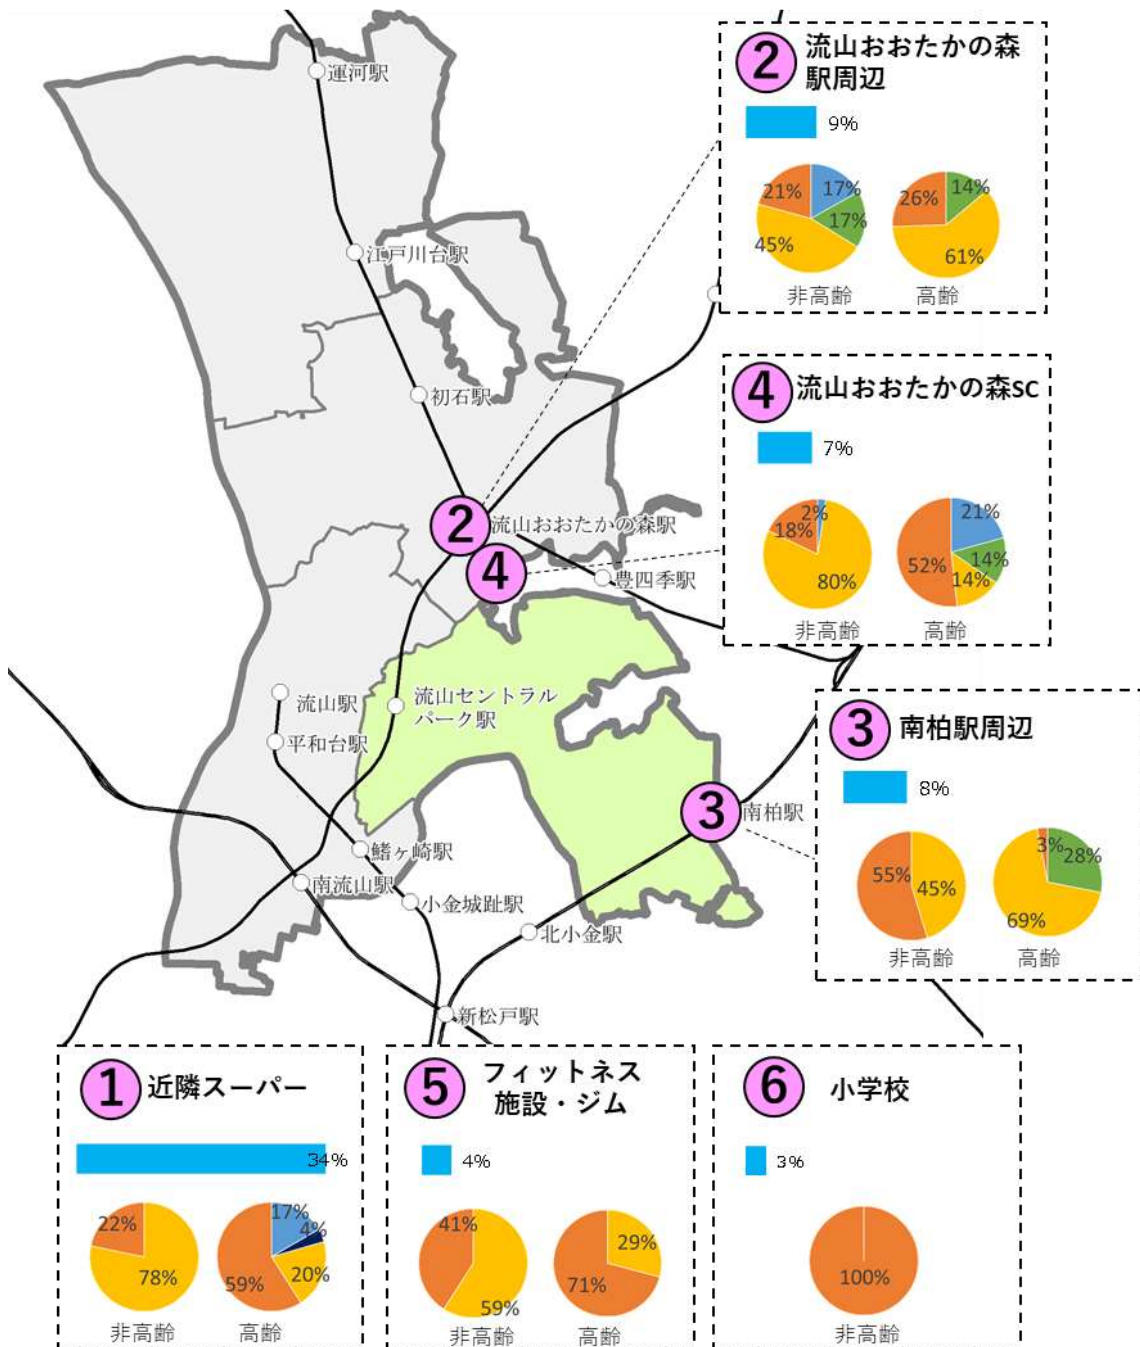 運河駅
江戸川台駅
初石駅
2
流山おおたかの森駅
4
豊四季駅
流山駅
流山セントラル
パーク駅
平和台駅
3
南柏駅
鰭ヶ崎駅
南流山駅
小金城趾駅
北小金駅
新松戸駅
2
流山おおたかの森
駅周辺
9%
21%
17%
17%
45%
26%
14%
61%
非高齢
高齢
4
流山おおたかの森SC
7%
2%
18%
80%
21%
52%
14%
14%
非高齢
高齢
3
南柏駅周辺
8%
55%
45%
3%
28%
69%
非高齢
高齢
1
近隣スーパー
34%
22%
78%
17%
4%
20%
59%
非高齢
高齢
5
フィットネス
施設・ジム
4%
41%
59%
29%
71%
非高齢
高齢
6
小学校
3%
100%
非高齢